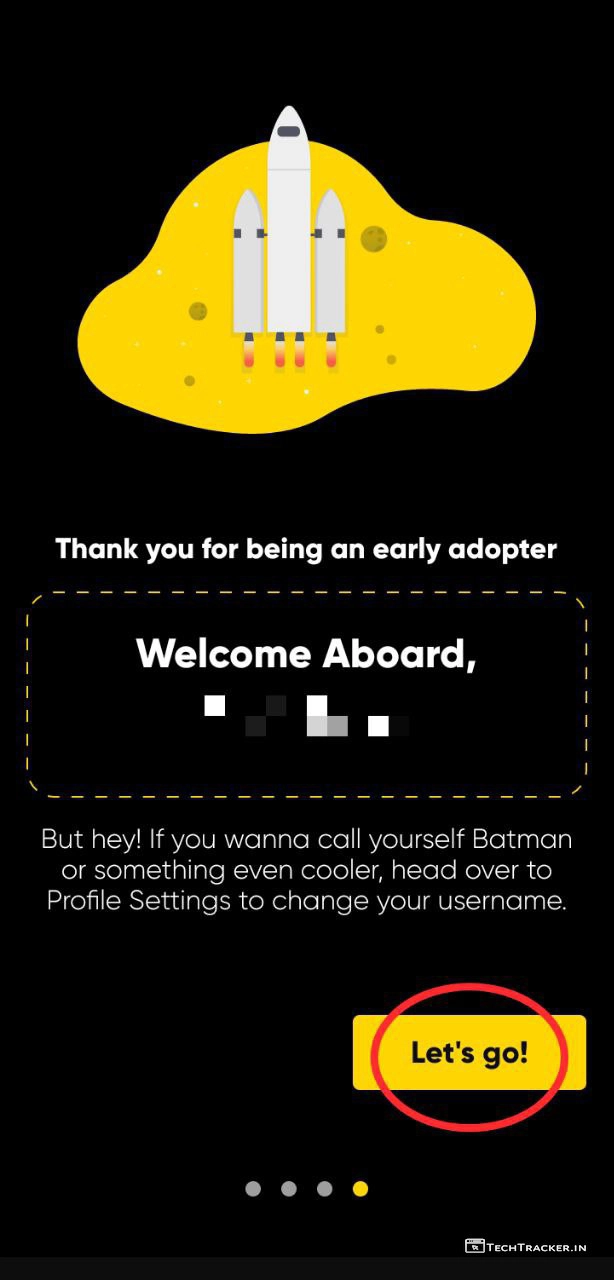 Thank you for being an early adopter
Welcome Aboard,
But hey! If you wanna call yourself Batman
or something even cooler, head over to
Profile Settings to change your username.
Let's go!
TECHTRACKER.IN